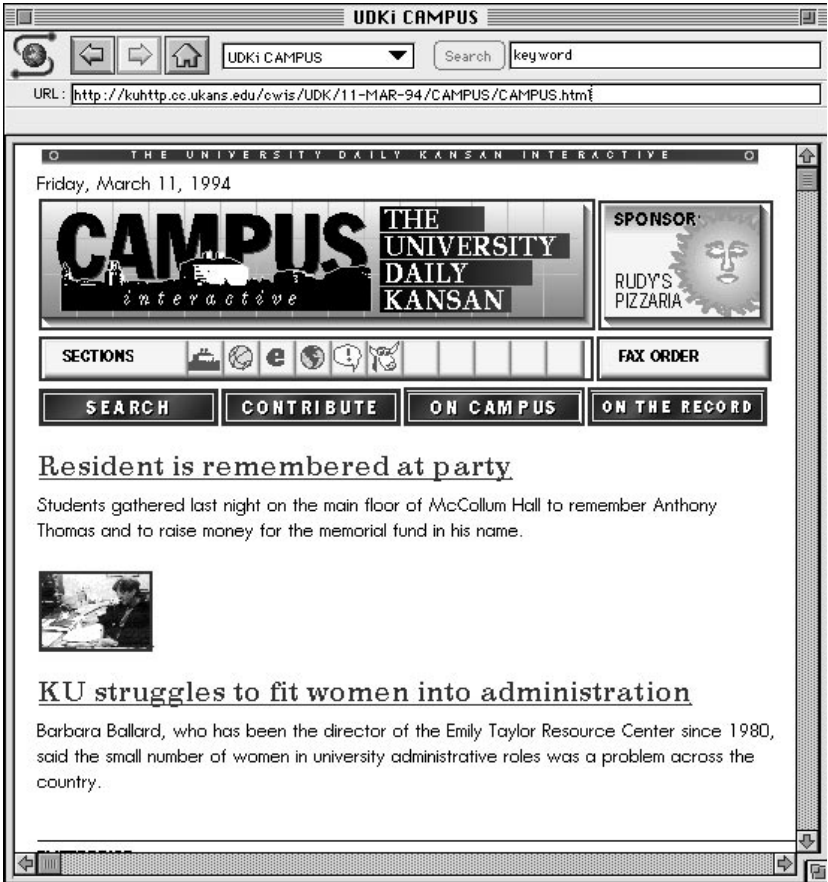 UDKi CAMPUS
UDKi CAMPUS
Search
keyword
URL: http://kuhttp.cc.ukans.edu/cwis/UDK/11-MAR-94/CAMPUS/CAMPUS.html
THE UNIVERSITY DAILY KANSAN INTERACTIVE
Friday, March 11, 1994
CAMPUS
interactive
THE
UNIVERSITY
DAILY
KANSAN
SPONSOR:
RUDY'S
PIZZARIA
SECTIONS
e
FAX ORDER
SEARCH
CONTRIBUTE
ON CAMPUS
ON THE RECORD
Resident is remembered at party
Students gathered last night on the main floor of McCollum Hall to remember Anthony
Thomas and to raise money for the memorial fund in his name.
KU struggles to fit women into administration
Barbara Ballard, who has been the director of the Emily Taylor Resource Center since 1980,
said the small number of women in university administrative roles was a problem across the
country.